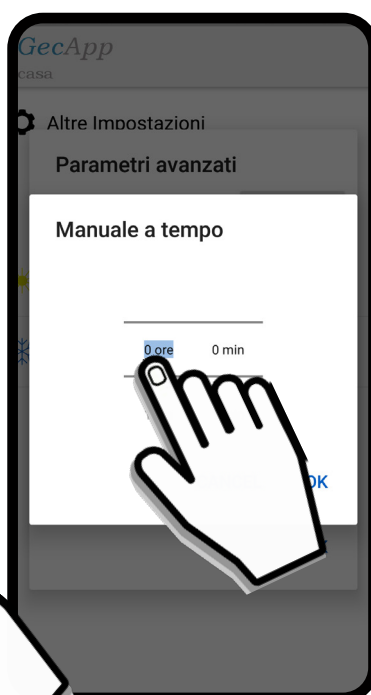 GecApp
casa
Altre Impostazioni
Parametri avanzati
Manuale a tempo
0 ore 0 min
OK